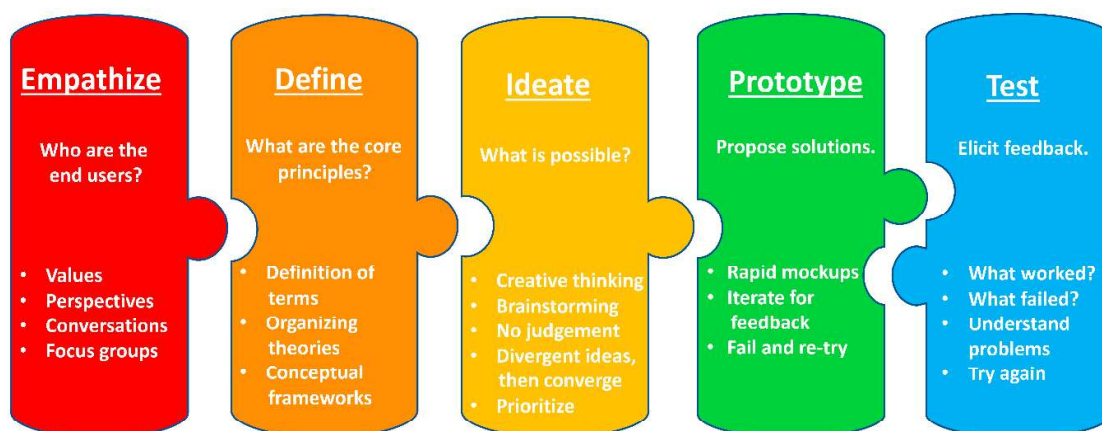 Empathize
Who are the
end users?
• Values
• Perspectives
• Conversations
• Focus groups
Define
What are the core
principles?
• Definition of
terms
• Organizing
theories
• Conceptual
frameworks
Ideate
What is possible?
• Creative thinking
• Brainstorming
• No judgement
• Divergent ideas,
then converge
• Prioritize
Prototype
Propose solutions.
• Rapid mockups
• Iterate for
feedback
• Fail and re-try
Test
Elicit feedback.
• What worked?
• What failed?
• Understand
problems
• Try again